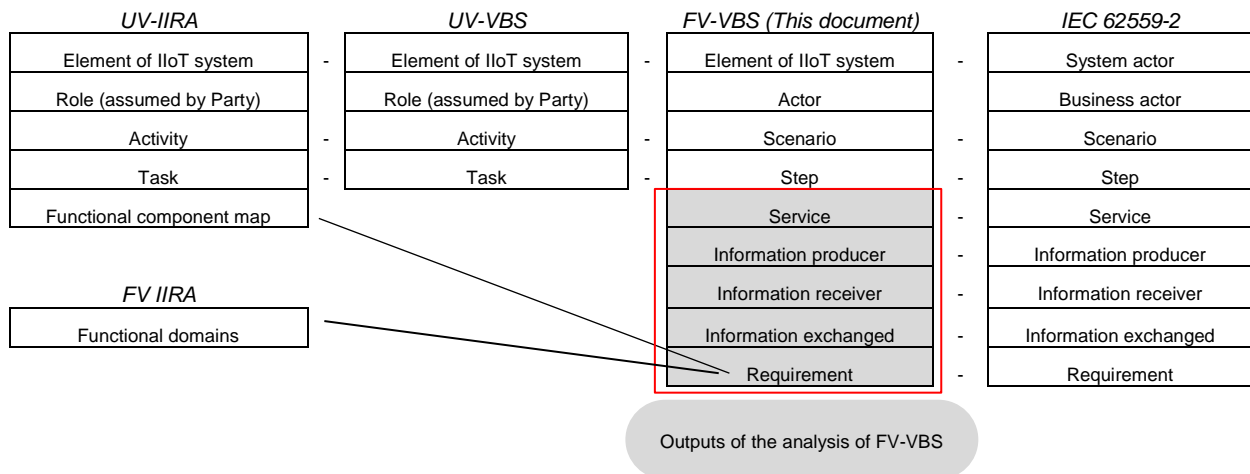 UV-IIRA UV-VBS FV-VBS (This document) IEC 62559-2
Element of IIoT system - Element of IIoT system - Element of IIoT system - System actor
Role (assumed by Party) Role (assumed by Party) Actor Business actor
Activity - Activity - Scenario - Scenario
Task - Task - Step - Step
Functional component map Service - Service
Information producer - Information producer
FV IIRA Information receiver - Information receiver
Functional domains Information exchanged - Information exchanged
Requirement - Requirement
Outputs of the analysis of FV-VBS